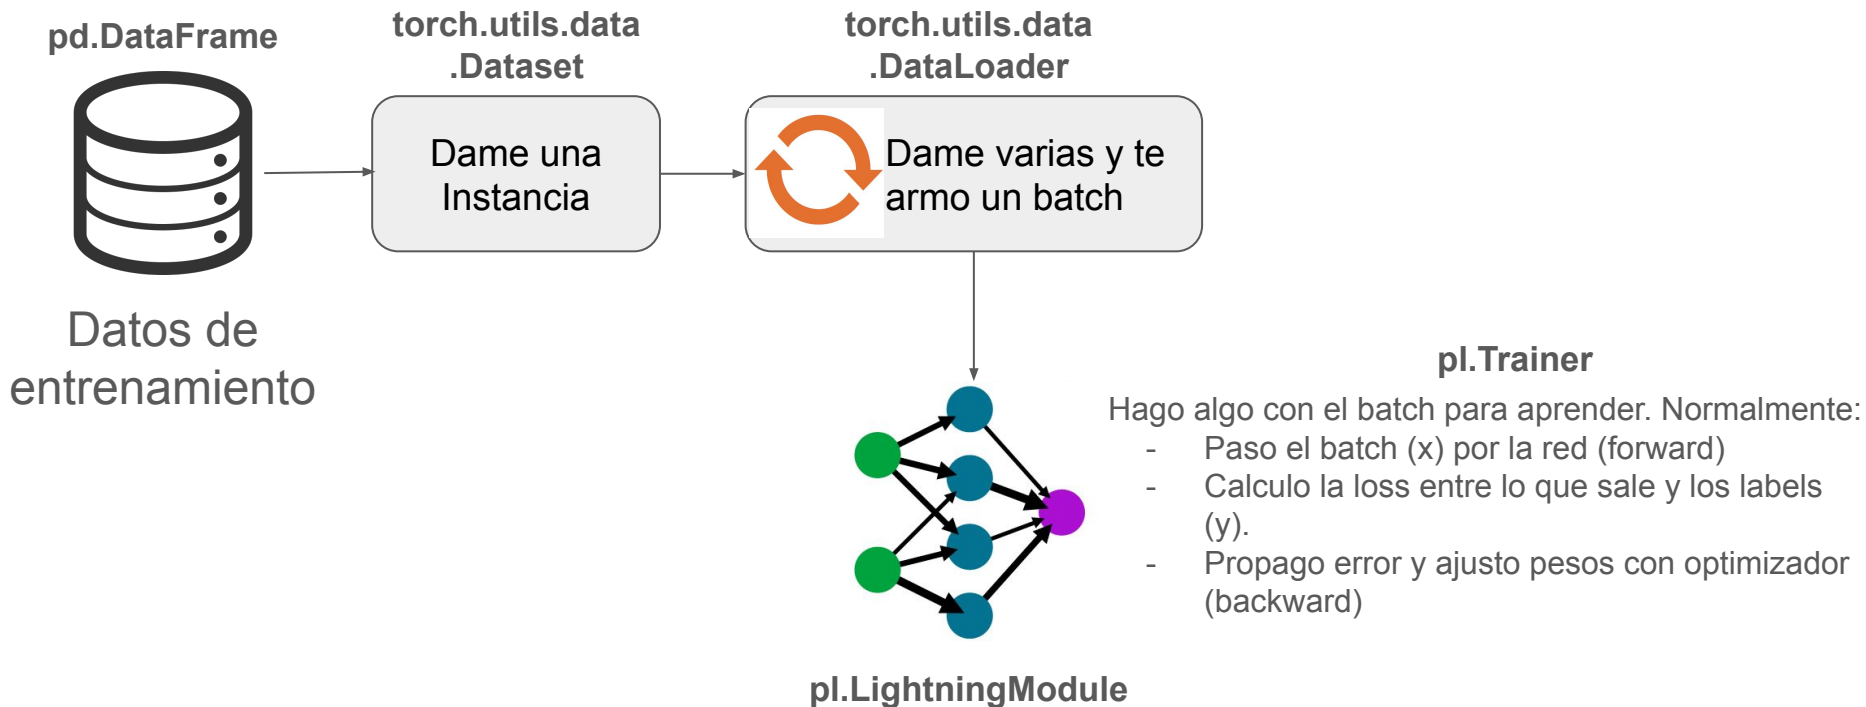 pd.DataFrame
torch.utils.data
.Dataset
torch.utils.data
.DataLoader
Dame una
Instancia
Dame varias y te
armo un batch
Datos de
entrenamiento
pl.Trainer
Hago algo con el batch para aprender. Normalmente:
- Paso el batch (x) por la red (forward)
- Calculo la loss entre lo que sale y los labels
(y).
- Propago error y ajusto pesos con optimizador
(backward)
pl.LightningModule